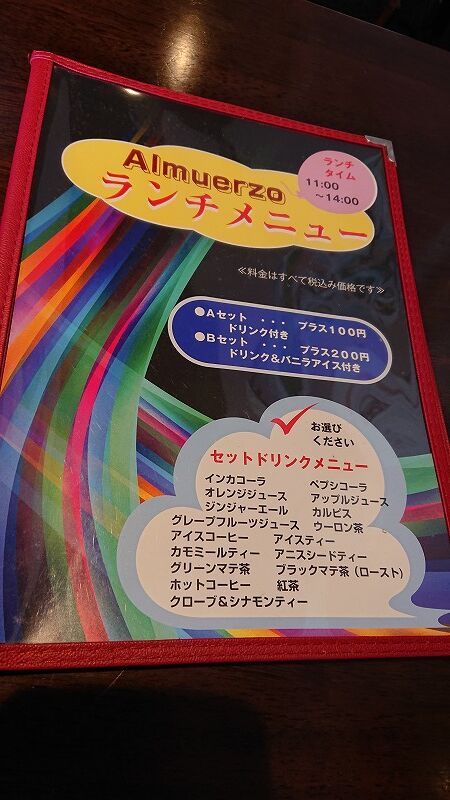 Almuerzo
ランチメニュー
ランチ
タイム
11:00
～14:00
≪料金はすべて税込み価格です≫
●Aセット ・・・ プラス100円
ドリンク付き
●Bセット ・・・ プラス200円
ドリンク＆バニラアイス付き
お選び
ください
セットドリンクメニュー
インカコーラ ペプシコーラ
オレンジジュース アップルジュース
ジンジャーエール カルピス
グレープフルーツジュース ウーロン茶
アイスコーヒー アイスティー
カモミールティー アニスシードティー
グリーンマテ茶 ブラックマテ茶（ロースト）
ホットコーヒー 紅茶
クローブ＆シナモンティー